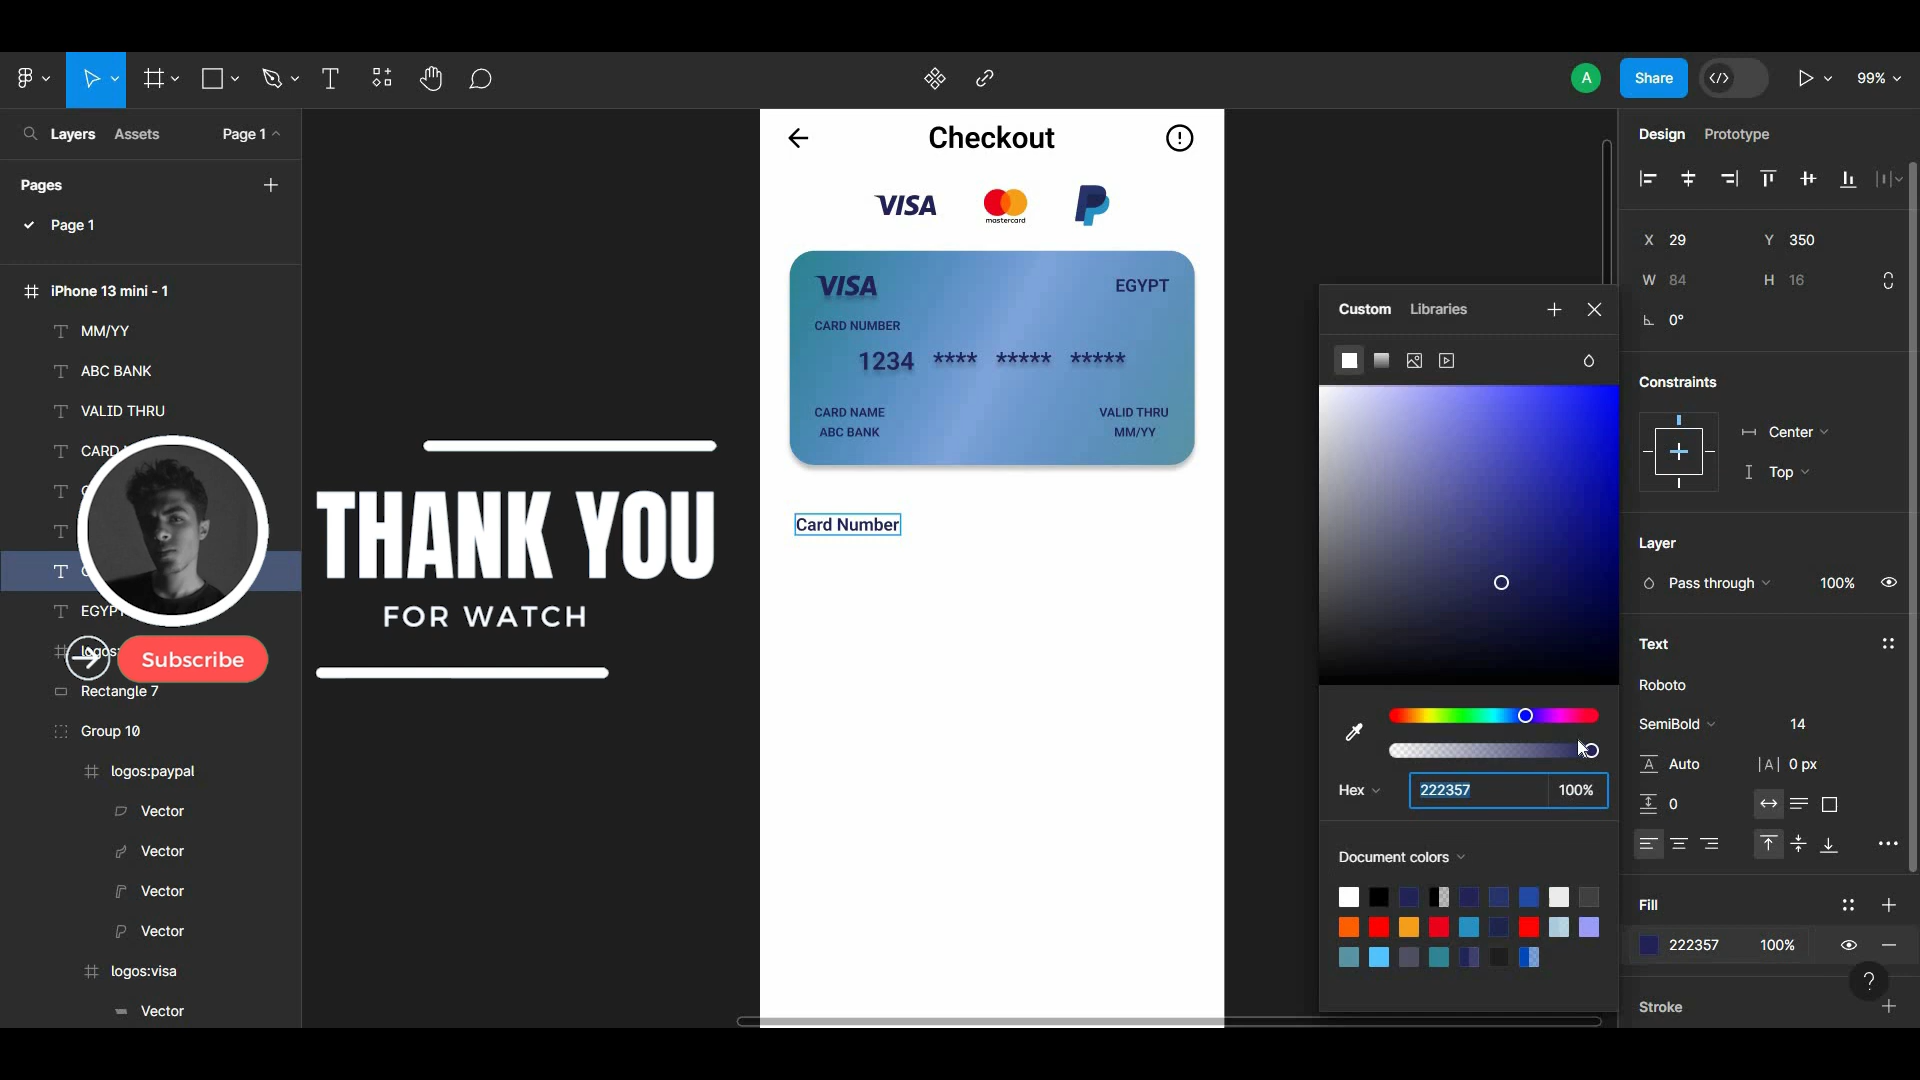 A
Share
99%
Layers
Assets
Page 1
Pages
Page 1
iPhone 13 mini - 1
MM/YY
ABC BANK
VALID THRU
CARD
EGYPT
logos:
Rectangle 7
Group 10
logos:paypal
Vector
Vector
Vector
Vector
logos:visa
Vector
Subscribe
THANK YOU
FOR WATCH
Checkout
VISA
mastercard
VISA
EGYPT
CARD NUMBER
1234 **** ***** *****
CARD NAME
VALID THRU
ABC BANK
MM/YY
Card Number
Custom
Libraries
Hex
222357
100%
Document colors
Design
Prototype
X 29
Y 350
W 84
H 16
0°
Constraints
Center
Top
Layer
Pass through
100%
Text
Roboto
SemiBold
14
Auto
|A| 0 px
0
Fill
222357
100%
?
Stroke